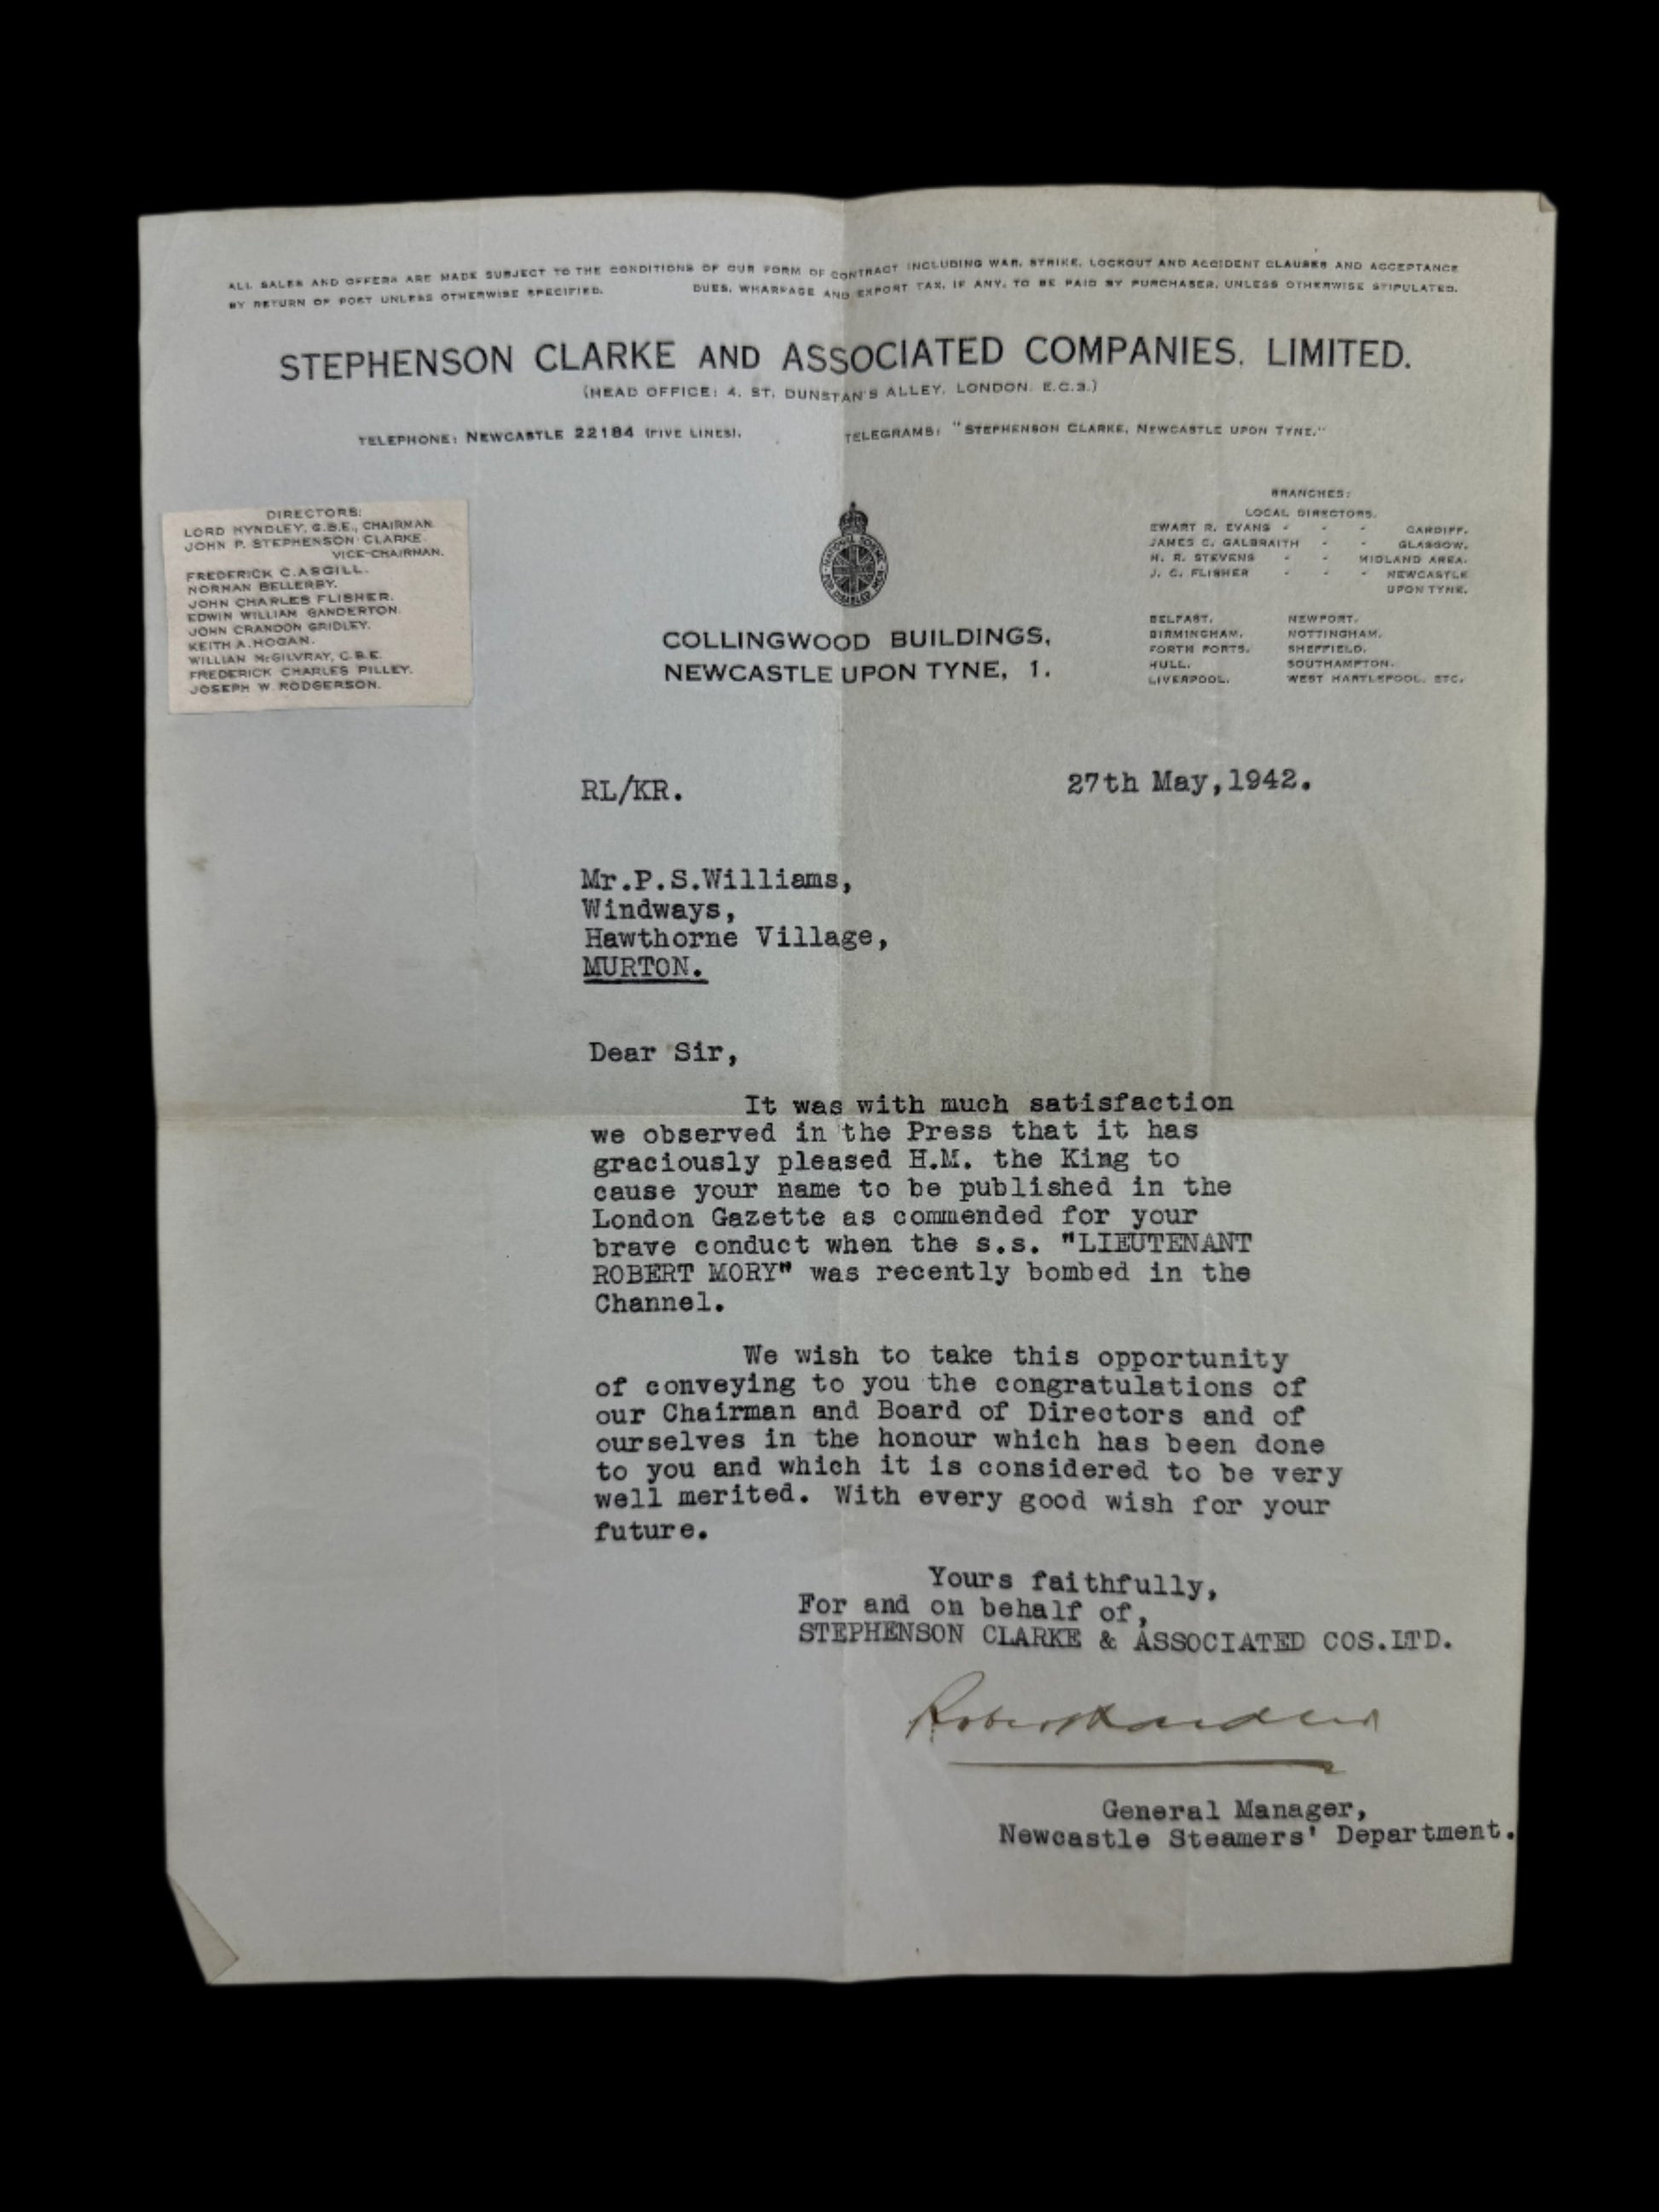 ALL SALES AND OFFERS ARE MADE SUBJECT TO THE CONDITIONS OF OUR FORM OF CONTRACT INCLUDING WAR, STRIKE, LOCKOUT AND ACCIDENT CLAUSES AND ACCEPTANCE
BY RETURN OF POST UNLESS OTHERWISE SPECIFIED. DUES, WHARFAGE AND EXPORT TAX, IF ANY, TO BE PAID BY PURCHASER, UNLESS OTHERWISE STIPULATED.
STEPHENSON CLARKE AND ASSOCIATED COMPANIES, LIMITED.
(HEAD OFFICE: 4, ST. DUNSTAN'S ALLEY, LONDON. E.C.3.)
TELEPHONE: NEWCASTLE 22184 (FIVE LINES). TELEGRAMS: "STEPHENSON CLARKE, NEWCASTLE UPON TYNE."
DIRECTORS:
LORD HYNDLEY, G.B.E., CHAIRMAN.
JOHN P. STEPHENSON CLARKE
VICE-CHAIRMAN.
FREDERICK C. ASGILL.
NORMAN BELLERBY.
JOHN CHARLES FLISHER.
EDWIN WILLIAM GANDERTON.
JOHN CRANDON GRIDLEY.
KEITH A. HOGAN.
WILLIAM McGILVRAY, C.B.E.
FREDERICK CHARLES PILLEY.
JOSEPH W. RODGERSON.
NATIONAL SCHEME
FOR DISABLED MEN
COLLINGWOOD BUILDINGS,
NEWCASTLE UPON TYNE, 1.
BRANCHES:
LOCAL DIRECTORS.
EWART R. EVANS - - - CARDIFF.
JAMES C. GALBRAITH - - GLASGOW.
H. R. STEVENS - - MIDLAND AREA.
J. C. FLISHER - - - NEWCASTLE
UPON TYNE.
BELFAST. NEWPORT.
BIRMINGHAM. NOTTINGHAM.
FORTH PORTS. SHEFFIELD.
HULL. SOUTHAMPTON.
LIVERPOOL. WEST HARTLEPOOL, ETC.
RL/KR. 27th May,1942.
Mr.P.S.Williams,
Windways,
Hawthorne Village,
MURTON.
Dear Sir,
It was with much satisfaction
we observed in the Press that it has
graciously pleased H.M. the King to
cause your name to be published in the
London Gazette as commended for your
brave conduct when the s.s. "LIEUTENANT
ROBERT MORY" was recently bombed in the
Channel.
We wish to take this opportunity
of conveying to you the congratulations of
our Chairman and Board of Directors and of
ourselves in the honour which has been done
to you and which it is considered to be very
well merited. With every good wish for your
future.
Yours faithfully,
For and on behalf of,
STEPHENSON CLARKE & ASSOCIATED COS.LTD.
Robert
General Manager,
Newcastle Steamers' Department.